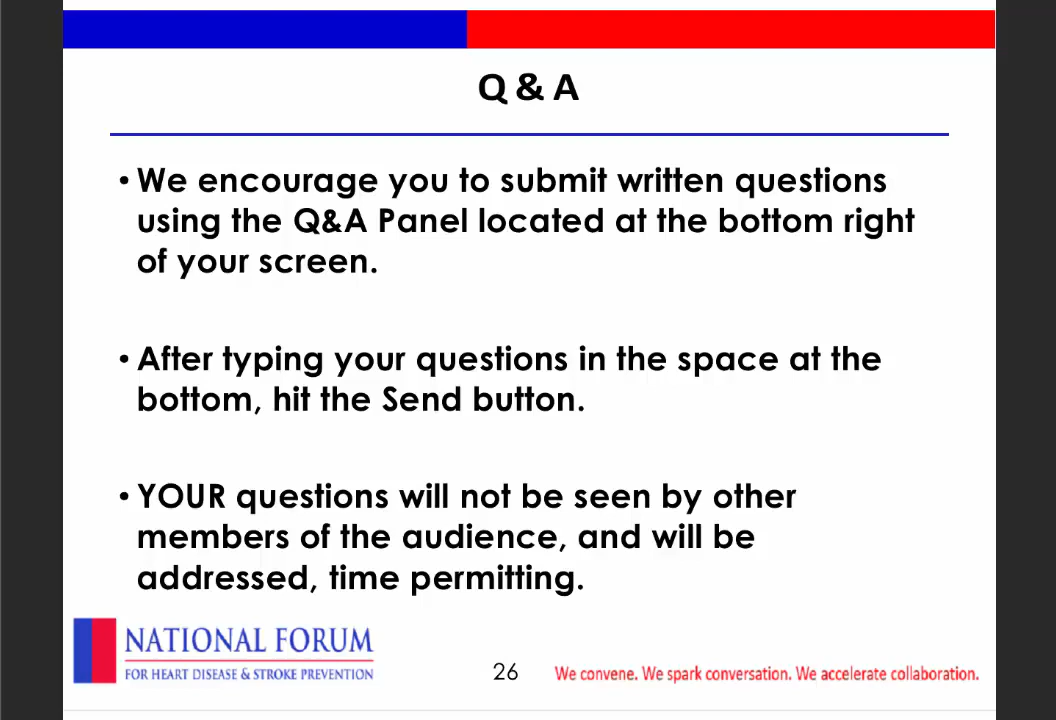 Q & A
• We encourage you to submit written questions
using the Q&A Panel located at the bottom right
of your screen.
• After typing your questions in the space at the
bottom, hit the Send button.
• YOUR questions will not be seen by other
members of the audience, and will be
addressed, time permitting.
NATIONAL FORUM
FOR HEART DISEASE & STROKE PREVENTION
26
We convene. We spark conversation. We accelerate collaboration.